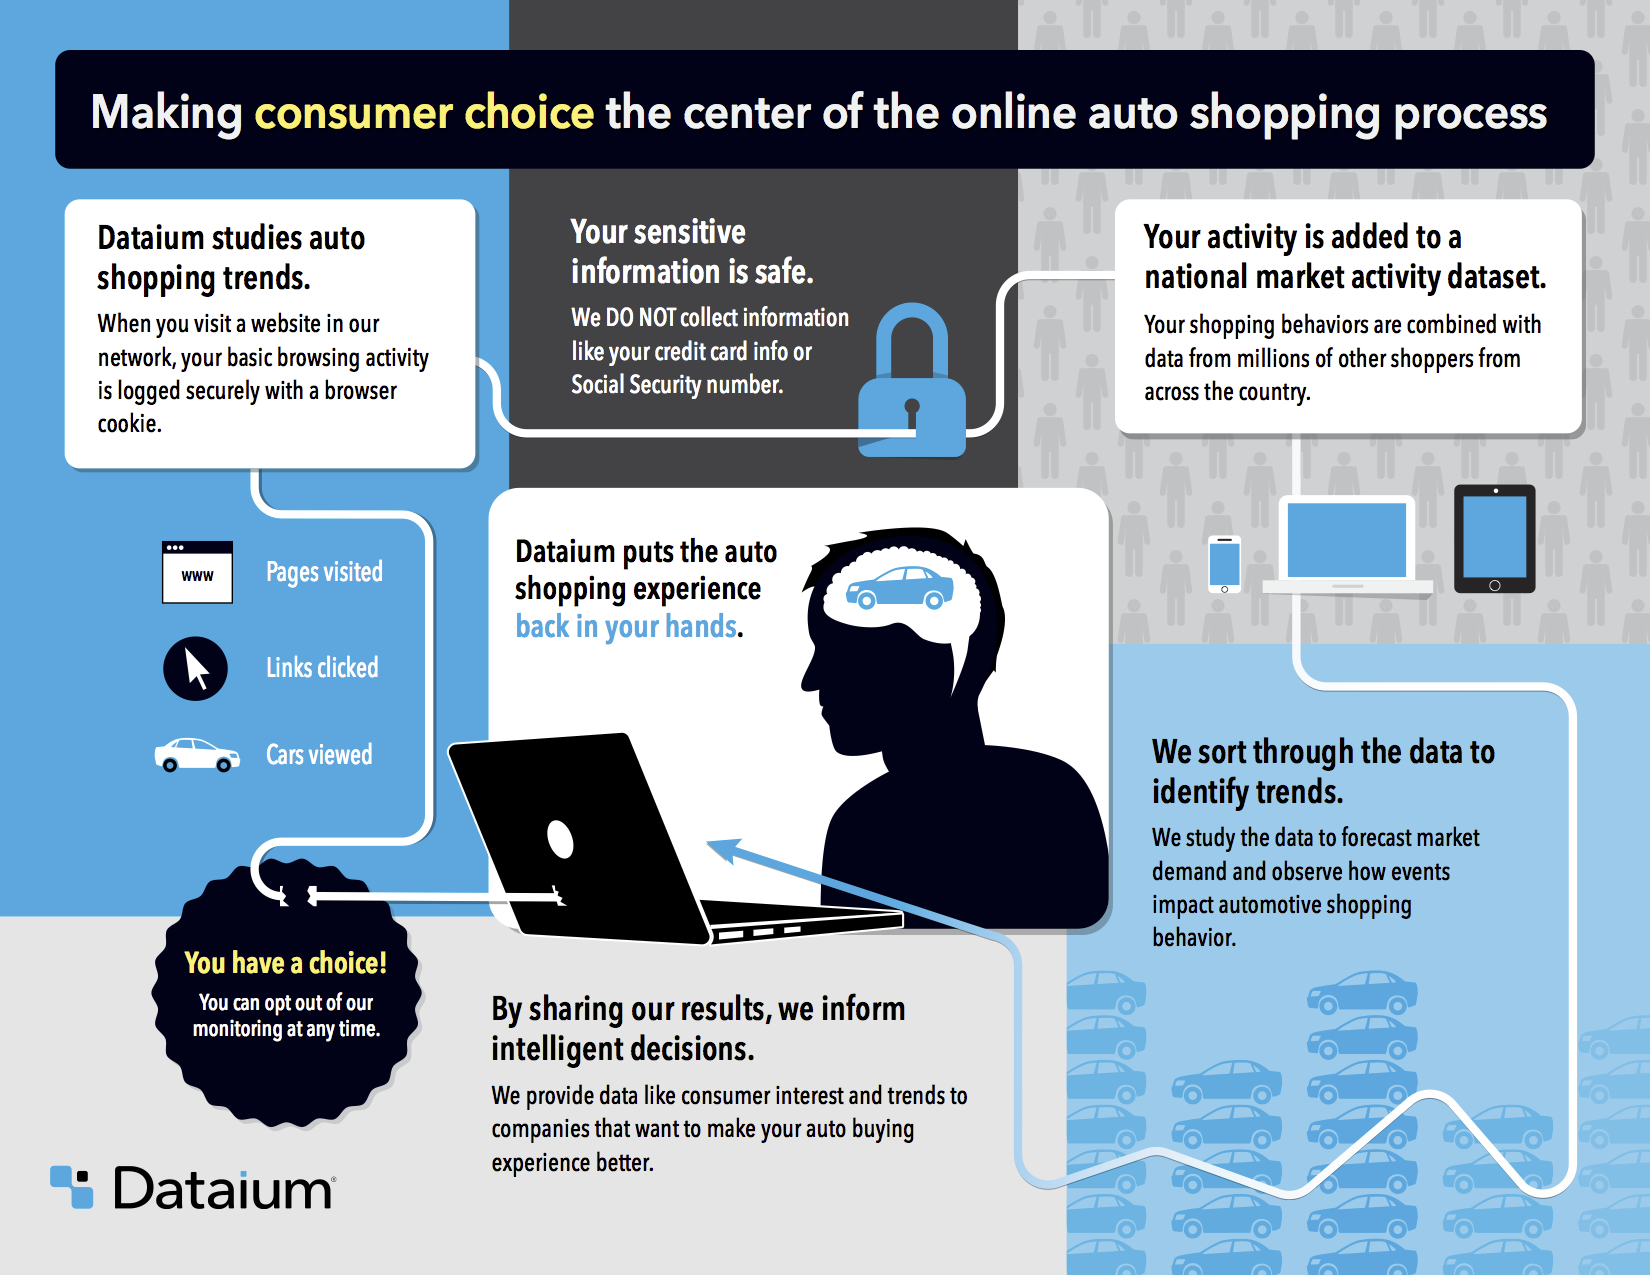 Making consumer choice the center of the online auto shopping process
Dataium studies auto
shopping trends.
When you visit a website in our
network, your basic browsing activity
is logged securely with a browser
cookie.
Your sensitive
information is safe.
We DO NOT collect information
like your credit card info or
Social Security number.
Your activity is added to a
national market activity dataset.
Your shopping behaviors are combined with
data from millions of other shoppers from
across the country.
www
Pages visited
Links clicked
Cars viewed
Dataium puts the auto
shopping experience
back in your hands.
We sort through the data to
identify trends.
We study the data to forecast market
demand and observe how events
impact automotive shopping
behavior.
You have a choice!
You can opt out of our
monitoring at any time.
By sharing our results, we inform
intelligent decisions.
We provide data like consumer interest and trends to
companies that want to make your auto buying
experience better.
Dataium®